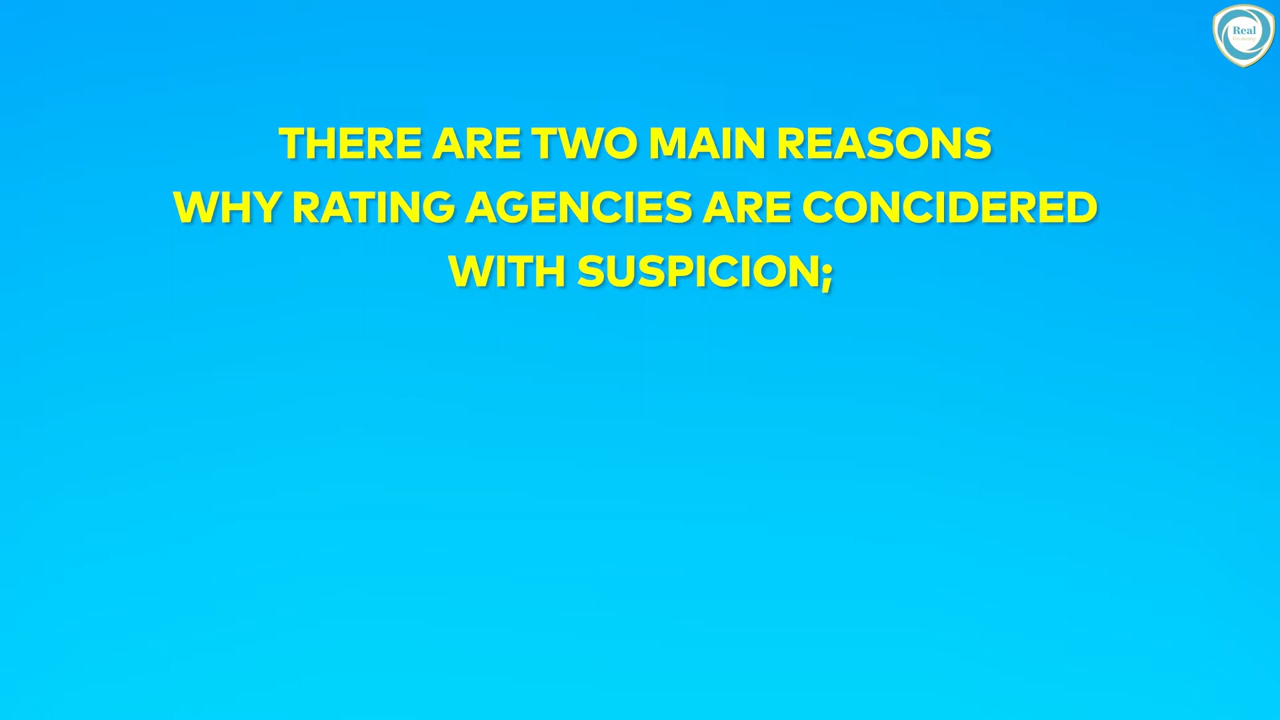 Real
THERE ARE TWO MAIN REASONS
WHY RATING AGENCIES ARE CONCIDERED
WITH SUSPICION;